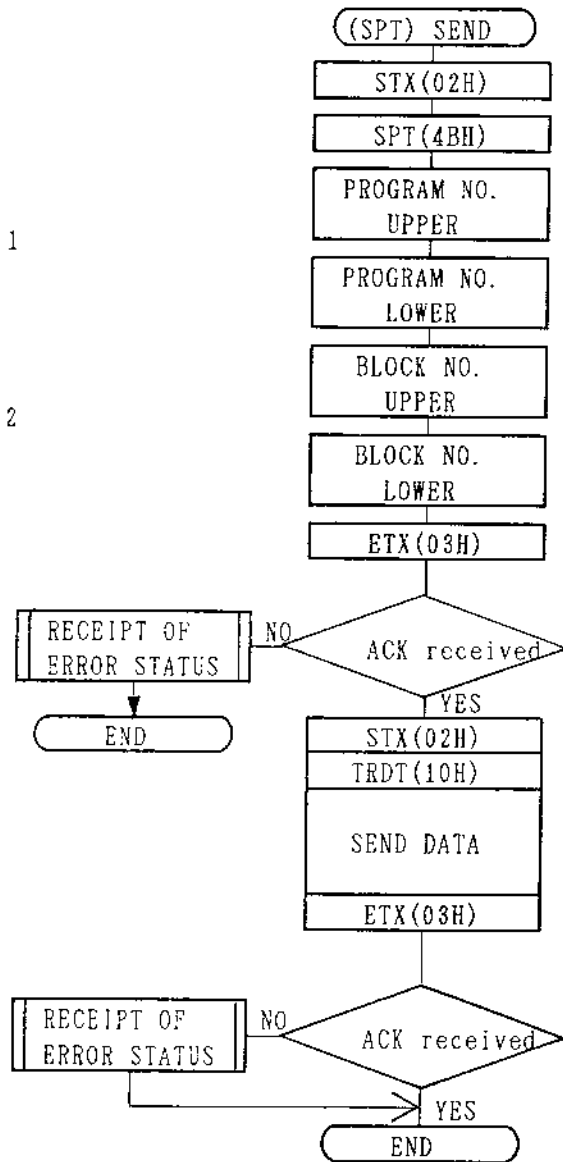 (SPT) SEND
STX(02H)
SPT(4BH)
PROGRAM NO.
UPPER
1
PROGRAM NO.
LOWER
BLOCK NO.
UPPER
2
BLOCK NO.
LOWER
ETX(03H)
RECEIPT OF
ERROR STATUS
NO
ACK received
YES
END
STX(02H)
TRDT(10H)
SEND DATA
ETX(03H)
RECEIPT OF
ERROR STATUS
NO
ACK received
YES
END